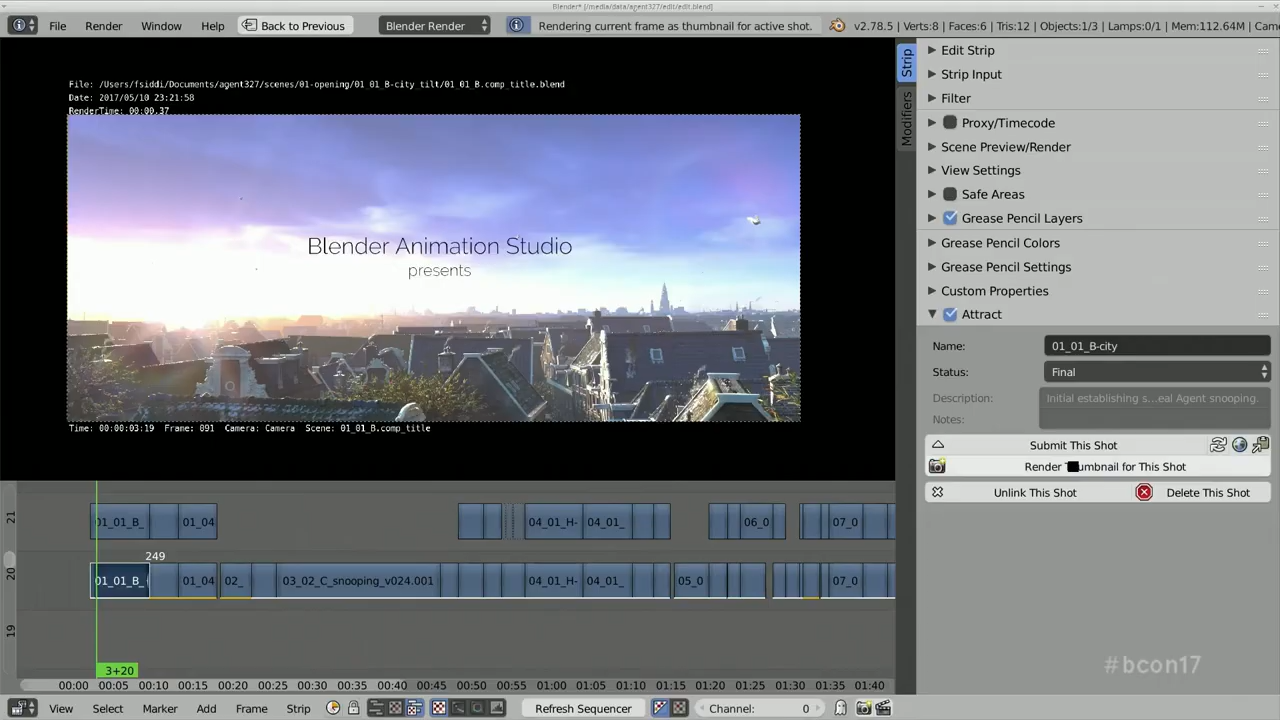 Blender* [/media/data/agent327/edit/edit.blend]
File Render Window Help Back to Previous Blender Render Rendering current frame as thumbnail for active shot. v2.78.5 | Verts:8 | Faces:6 | Tris:12 | Objects:1/3 | Lamps:0/1 | Mem:112.64M | Cam
File: /Users/fsiddi/Documents/agent327/scenes/01-opening/01_01_B-city_tilt/01_01_B.comp_title.blend
Date: 2017/05/10 23:21:58
RenderTime: 00:00.37
Blender Animation Studio
presents
Time: 00:00:03:19 Frame: 091 Camera: Camera Scene: 01_01_B.comp_title
Strip
Modifiers
Edit Strip
Strip Input
Filter
Proxy/Timecode
Scene Preview/Render
View Settings
Safe Areas
Grease Pencil Layers
Grease Pencil Colors
Grease Pencil Settings
Custom Properties
Attract
Name: 01_01_B-city
Status: Final
Description: Initial establishing s...eal Agent snooping.
Notes:
Submit This Shot
Render Thumbnail for This Shot
Unlink This Shot Delete This Shot
21 01_01_B_ 01_04 04_01_H- 04_01_ 06_0 07_0
249
20 01_01_B_ 01_04 02_ 03_02_C_snooping_v024.001 04_01_H- 04_01_ 05_0 07_0
19
3+20
#bcon17
00:00 00:05 00:10 00:15 00:20 00:25 00:30 00:35 00:40 00:45 00:50 00:55 01:00 01:05 01:10 01:15 01:20 01:25 01:30 01:35 01:40
View Select Marker Add Frame Strip Refresh Sequencer Channel: 0